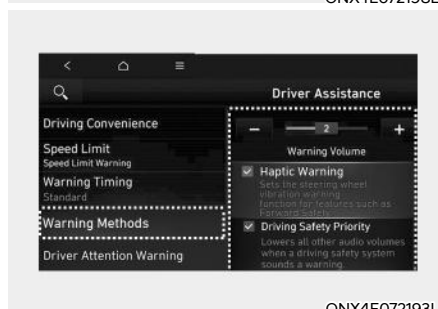 Driver Assistance
Driving Convenience
Speed Limit
Speed Limit Warning
Warning Timing
Standard
Warning Methods
Driver Attention Warning
− 2 +
Warning Volume
Haptic Warning
Sets the steering wheel
vibration warning
function for features such as
Forward Safety
Driving Safety Priority
Lowers all other audio volumes
when a driving safety system
sounds a warning